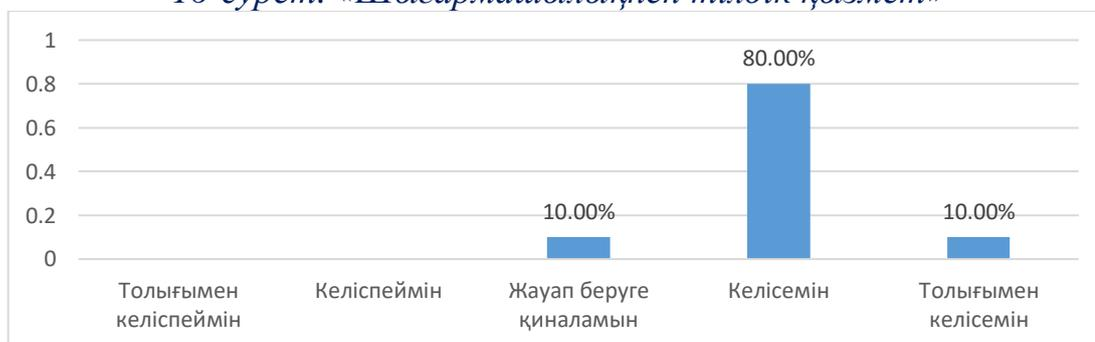 1
0.8
0.6
0.4
0.2
0
80.00%
10.00%
10.00%
Толығымен келіспеймін
Келіспеймін
Жауап беруге қиналамын
Келісемін
Толығымен келісемін